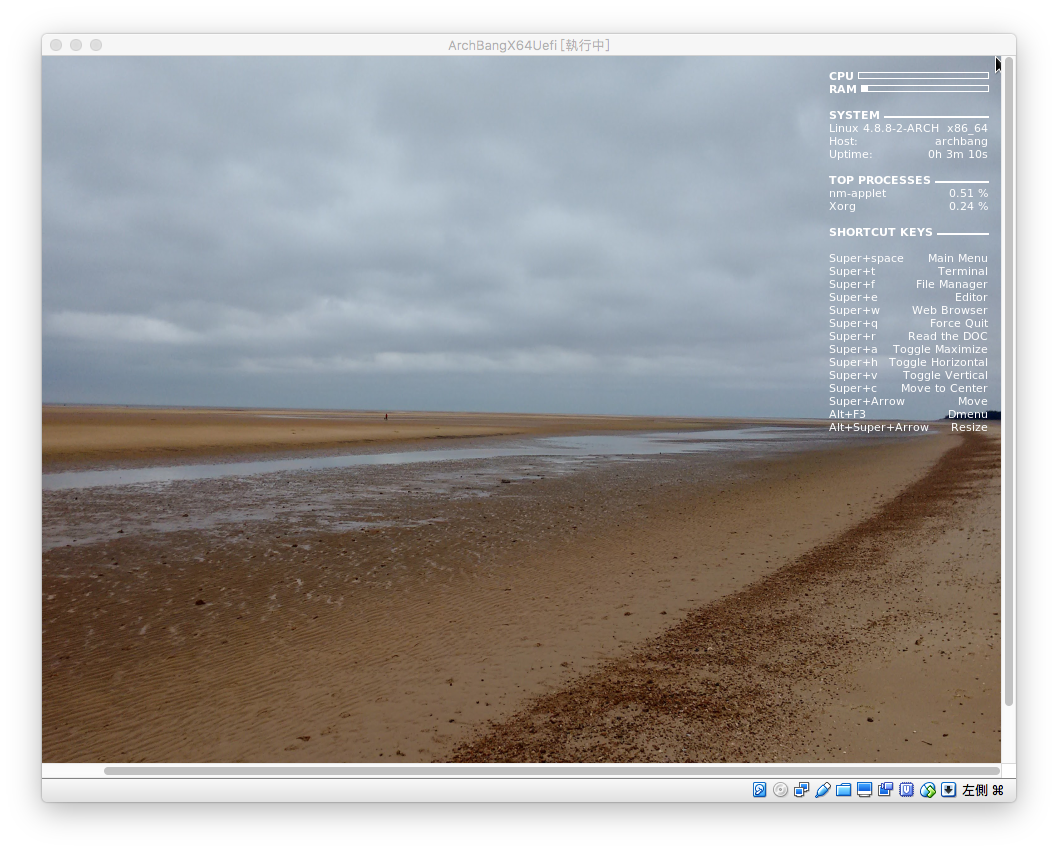 ArchBangX64Uefi [執行中]
CPU
RAM
SYSTEM
Linux 4.8.8-2-ARCH x86_64
Host: archbang
Uptime: 0h 3m 10s
TOP PROCESSES
nm-applet 0.51 %
Xorg 0.24 %
SHORTCUT KEYS
Super+space Main Menu
Super+t Terminal
Super+f File Manager
Super+e Editor
Super+w Web Browser
Super+q Force Quit
Super+r Read the DOC
Super+a Toggle Maximize
Super+h Toggle Horizontal
Super+v Toggle Vertical
Super+c Move to Center
Super+Arrow Move
Alt+F3 Dmenu
Alt+Super+Arrow Resize
左側 ⌘